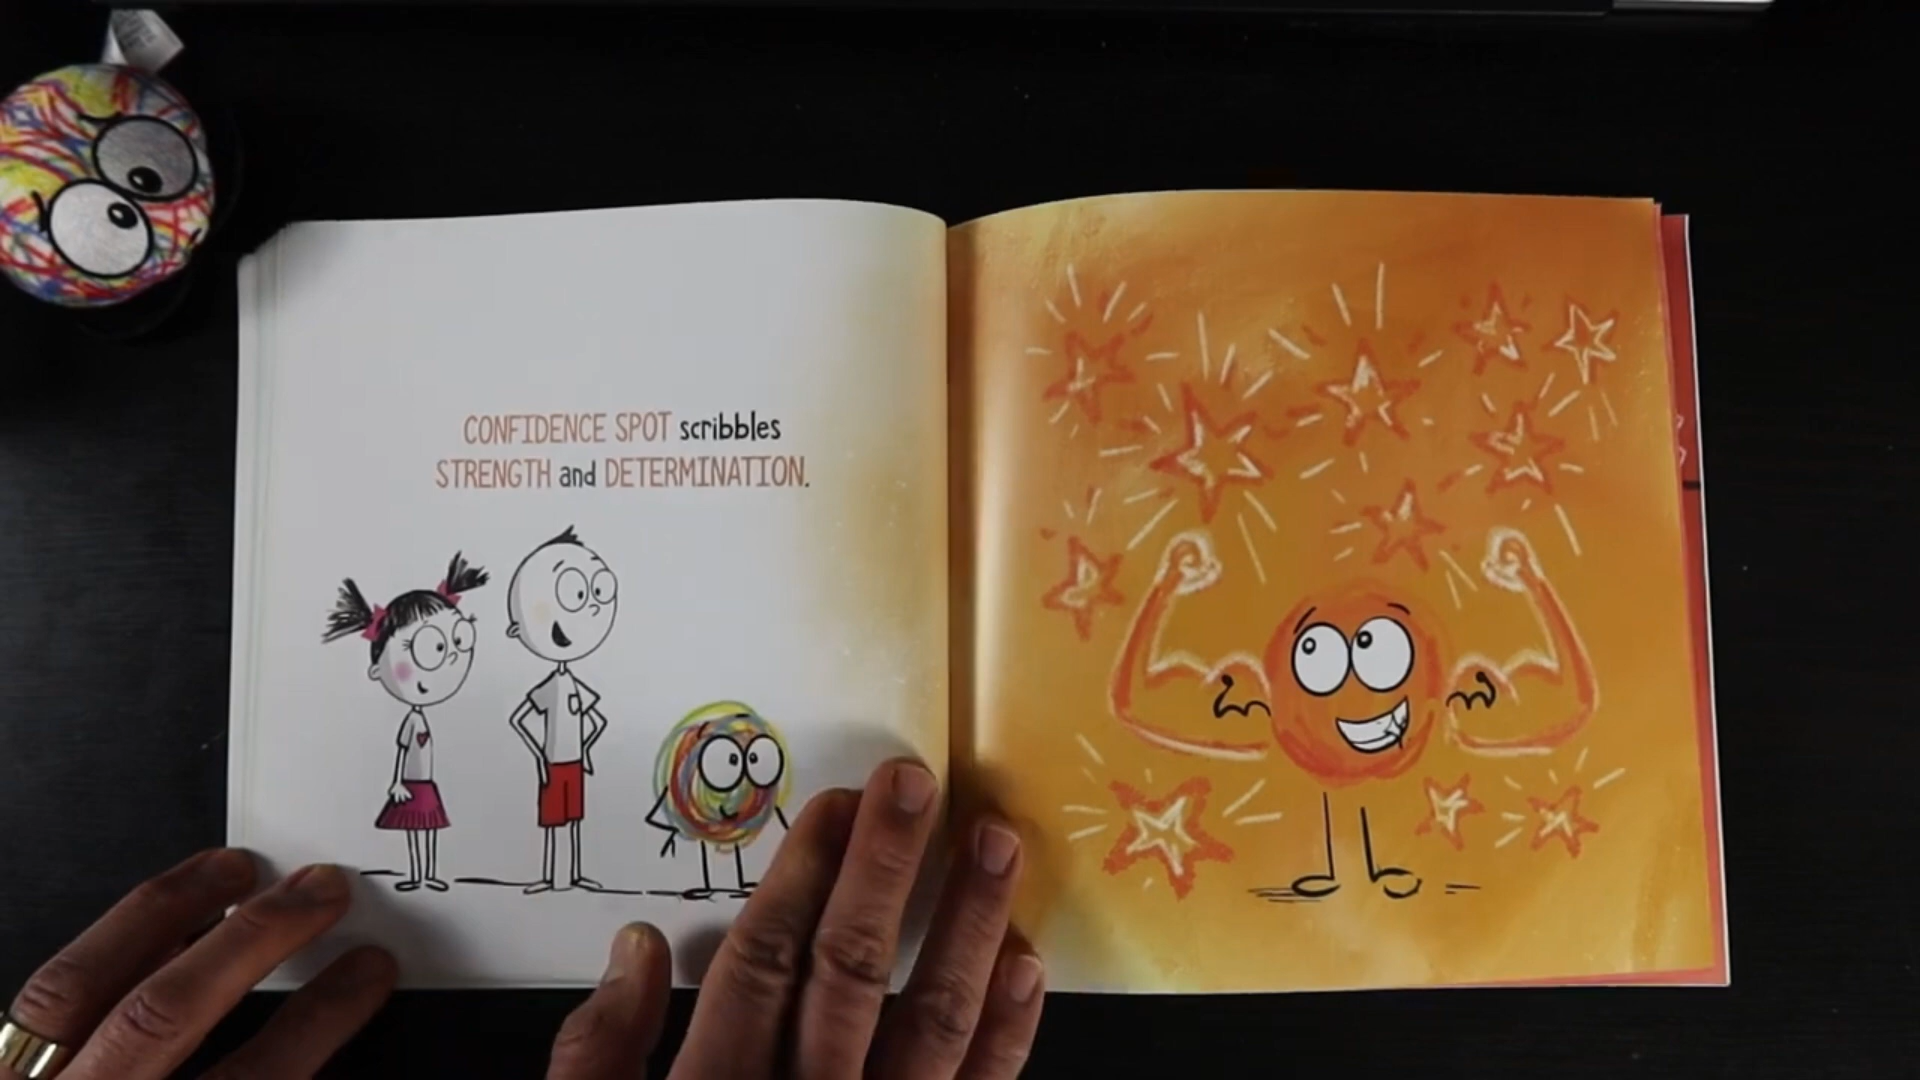 CONFIDENCE SPOT scribbles
STRENGTH and DETERMINATION.